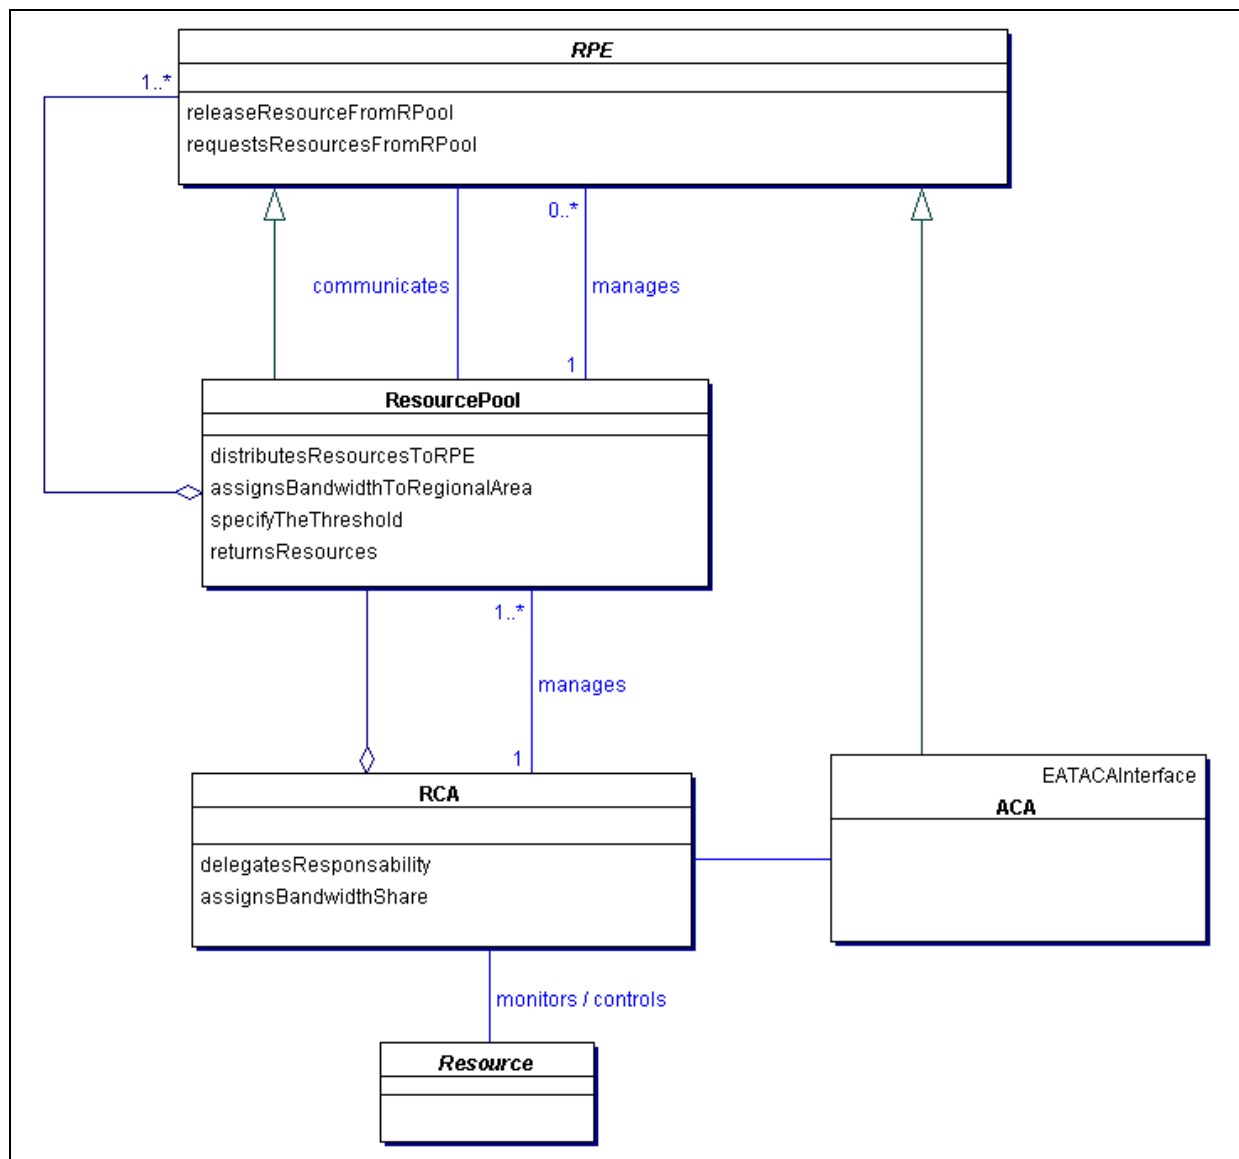 RPE
1..*
releaseResourceFromRPool
requestsResourcesFromRPool
0..*
communicates
manages
1
ResourcePool
distributesResourcesToRPE
assignsBandwidthToRegionalArea
specifyTheThreshold
returnsResources
1..*
manages
1
EATACAInterface
RCA
ACA
delegatesResponsability
assignsBandwidthShare
monitors / controls
Resource